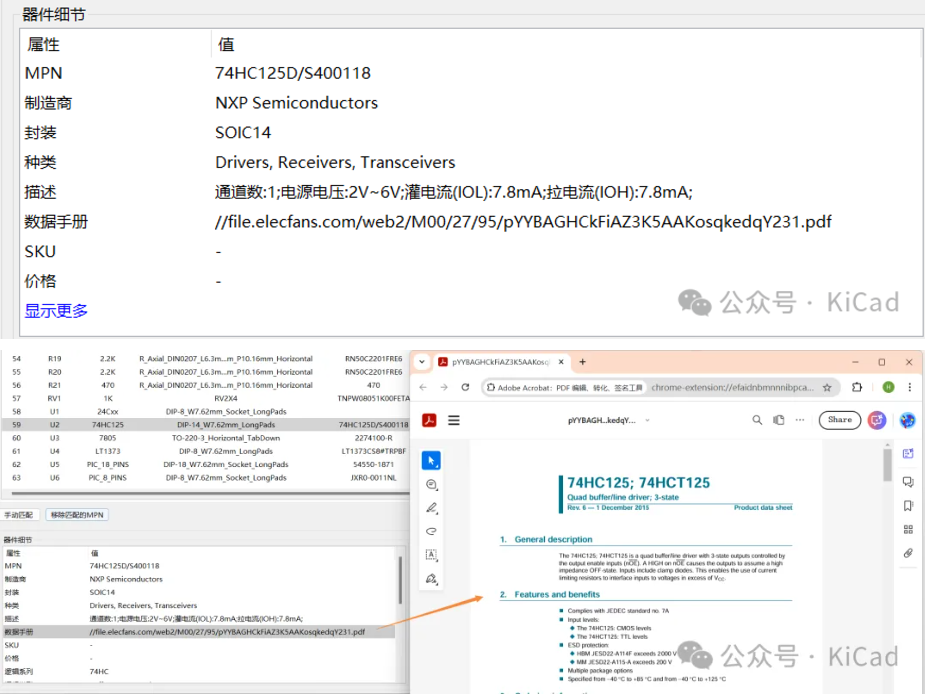 器件细节
属性 值
MPN 74HC125D/S400118
制造商 NXP Semiconductors
封装 SOIC14
种类 Drivers, Receivers, Transceivers
描述 通道数:1;电源电压:2V~6V;灌电流(IOL):7.8mA;拉电流(IOH):7.8mA;
数据手册 //file.elecfans.com/web2/M00/27/95/pYYBAGHCkFiAZ3K5AAKosqkedqY231.pdf
SKU -
价格 -
显示更多
公众号 · KiCad
54 R19 2.2K R_Axial_DIN0207_L6.3m...m_P10.16mm_Horizontal RN50C2201FRE6
55 R20 2.2K R_Axial_DIN0207_L6.3m...m_P10.16mm_Horizontal RN50C2201FRE6
56 R21 470 R_Axial_DIN0207_L6.3m...m_P10.16mm_Horizontal 470
57 RV1 1K RV2X4 TNPW08051K00FETA
58 U1 24Cxx DIP-8_W7.62mm_Socket_LongPads
59 U2 74HC125 DIP-14_W7.62mm_LongPads 74HC125D/S400118
60 U3 7805 TO-220-3_Horizontal_TabDown 2274100-R
61 U4 LT1373 DIP-8_W7.62mm_LongPads LT1373CS8#TRPBF
62 U5 PIC_18_PINS DIP-18_W7.62mm_Socket_LongPads 54550-1871
63 U6 PIC_8_PINS DIP-8_W7.62mm_Socket_LongPads JXR0-0011NL
手动匹配 移除匹配的MPN
器件细节
属性 值
MPN 74HC125D/S400118
制造商 NXP Semiconductors
封装 SOIC14
种类 Drivers, Receivers, Transceivers
描述 通道数:1;电源电压:2V~6V;灌电流(IOL):7.8mA;拉电流(IOH):7.8mA;
数据手册 //file.elecfans.com/web2/M00/27/95/pYYBAGHCkFiAZ3K5AAKosqkedqY231.pdf
SKU -
价格 -
逻辑系列 74HC
pYYBAGHCkFiAZ3K5AAKosq
Adobe Acrobat: PDF 编辑、转化、签名工具 chrome-extension://efaidnbmnnnibpca...
pYYBAGH...kedqY... Share
74HC125; 74HCT125
Quad buffer/line driver; 3-state
Rev. 6 — 1 December 2015 Product data sheet
1. General description
The 74HC125; 74HCT125 is a quad buffer/line driver with 3-state outputs controlled by
the output enable inputs (nOE). A HIGH on nOE causes the outputs to assume a high
impedance OFF-state. Inputs include clamp diodes. This enables the use of current
limiting resistors to interface inputs to voltages in excess of VCC.
2. Features and benefits
Complies with JEDEC standard no. 7A
Input levels:
The 74HC125: CMOS levels
The 74HCT125: TTL levels
ESD protection:
HBM JESD22-A114F exceeds 2000 V
MM JESD22-A115-A exceeds 200 V
Multiple package options
Specified from −40 °C to +85 °C and from −40 °C to +125 °C
公众号 · KiCad